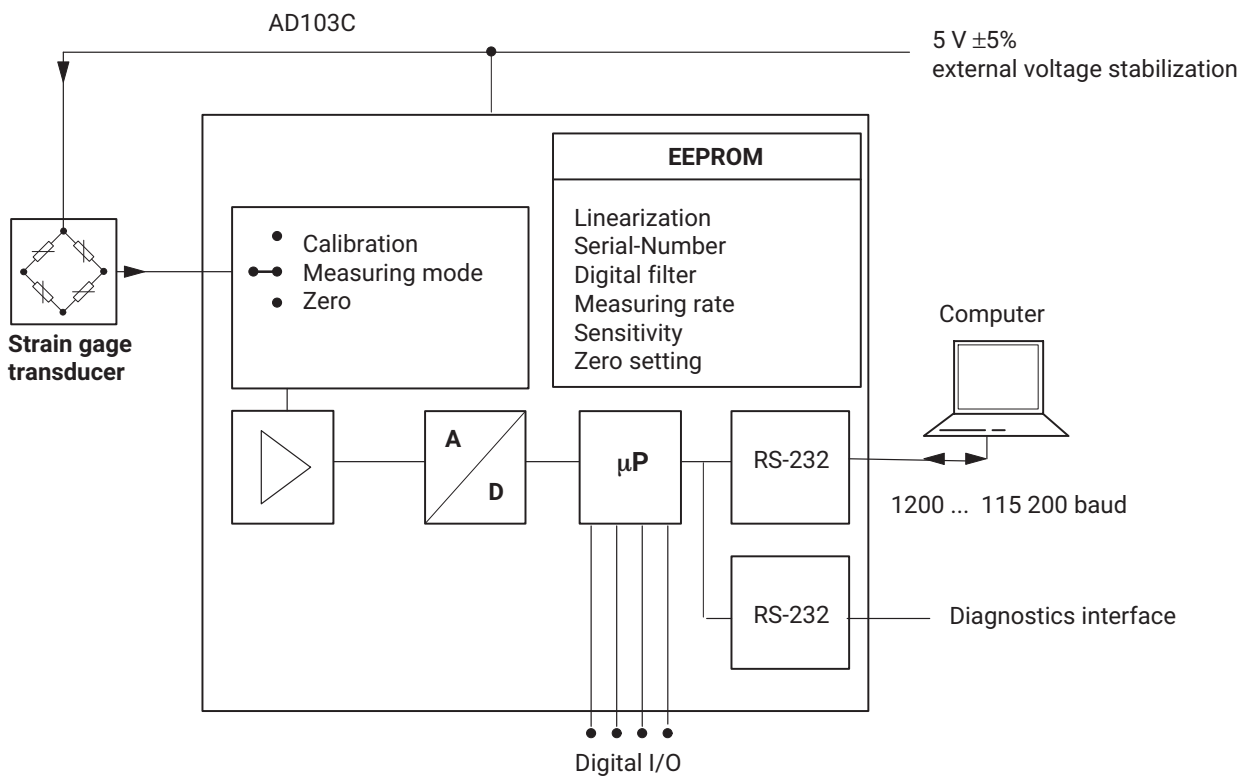 AD103C
5 V ±5%
external voltage stabilization
EEPROM
Linearization
Serial-Number
Digital filter
Measuring rate
Sensitivity
Zero setting
Calibration
Measuring mode
Zero
Strain gage
transducer
Computer
A
D
µP
RS-232
1200 ... 115 200 baud
RS-232
Diagnostics interface
Digital I/O